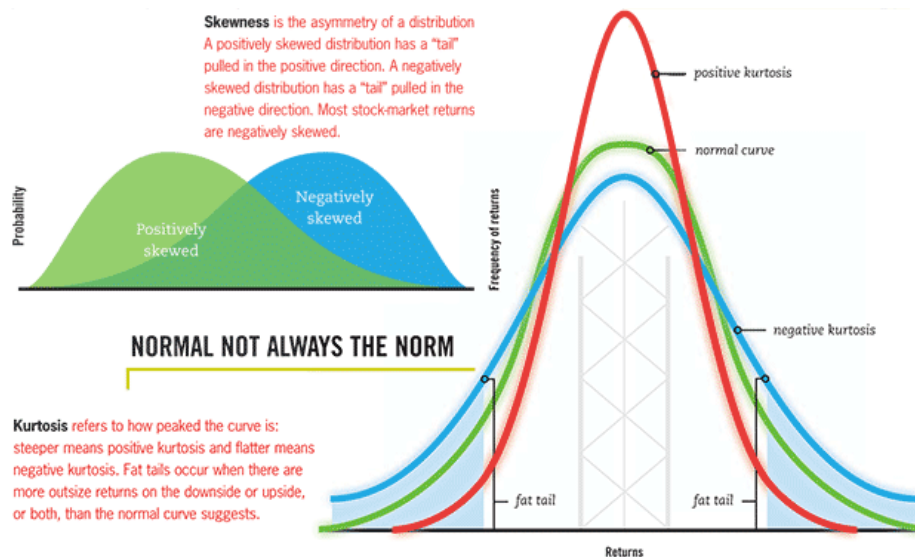 Skewness is the asymmetry of a distribution
A positively skewed distribution has a “tail”
pulled in the positive direction. A negatively
skewed distribution has a “tail” pulled in the
negative direction. Most stock-market returns
are negatively skewed.
Probability
Positively
skewed
Negatively
skewed
NORMAL NOT ALWAYS THE NORM
Kurtosis refers to how peaked the curve is:
steeper means positive kurtosis and flatter means
negative kurtosis. Fat tails occur when there are
more outsize returns on the downside or upside,
or both, than the normal curve suggests.
Frequency of returns
positive kurtosis
normal curve
negative kurtosis
fat tail
fat tail
Returns